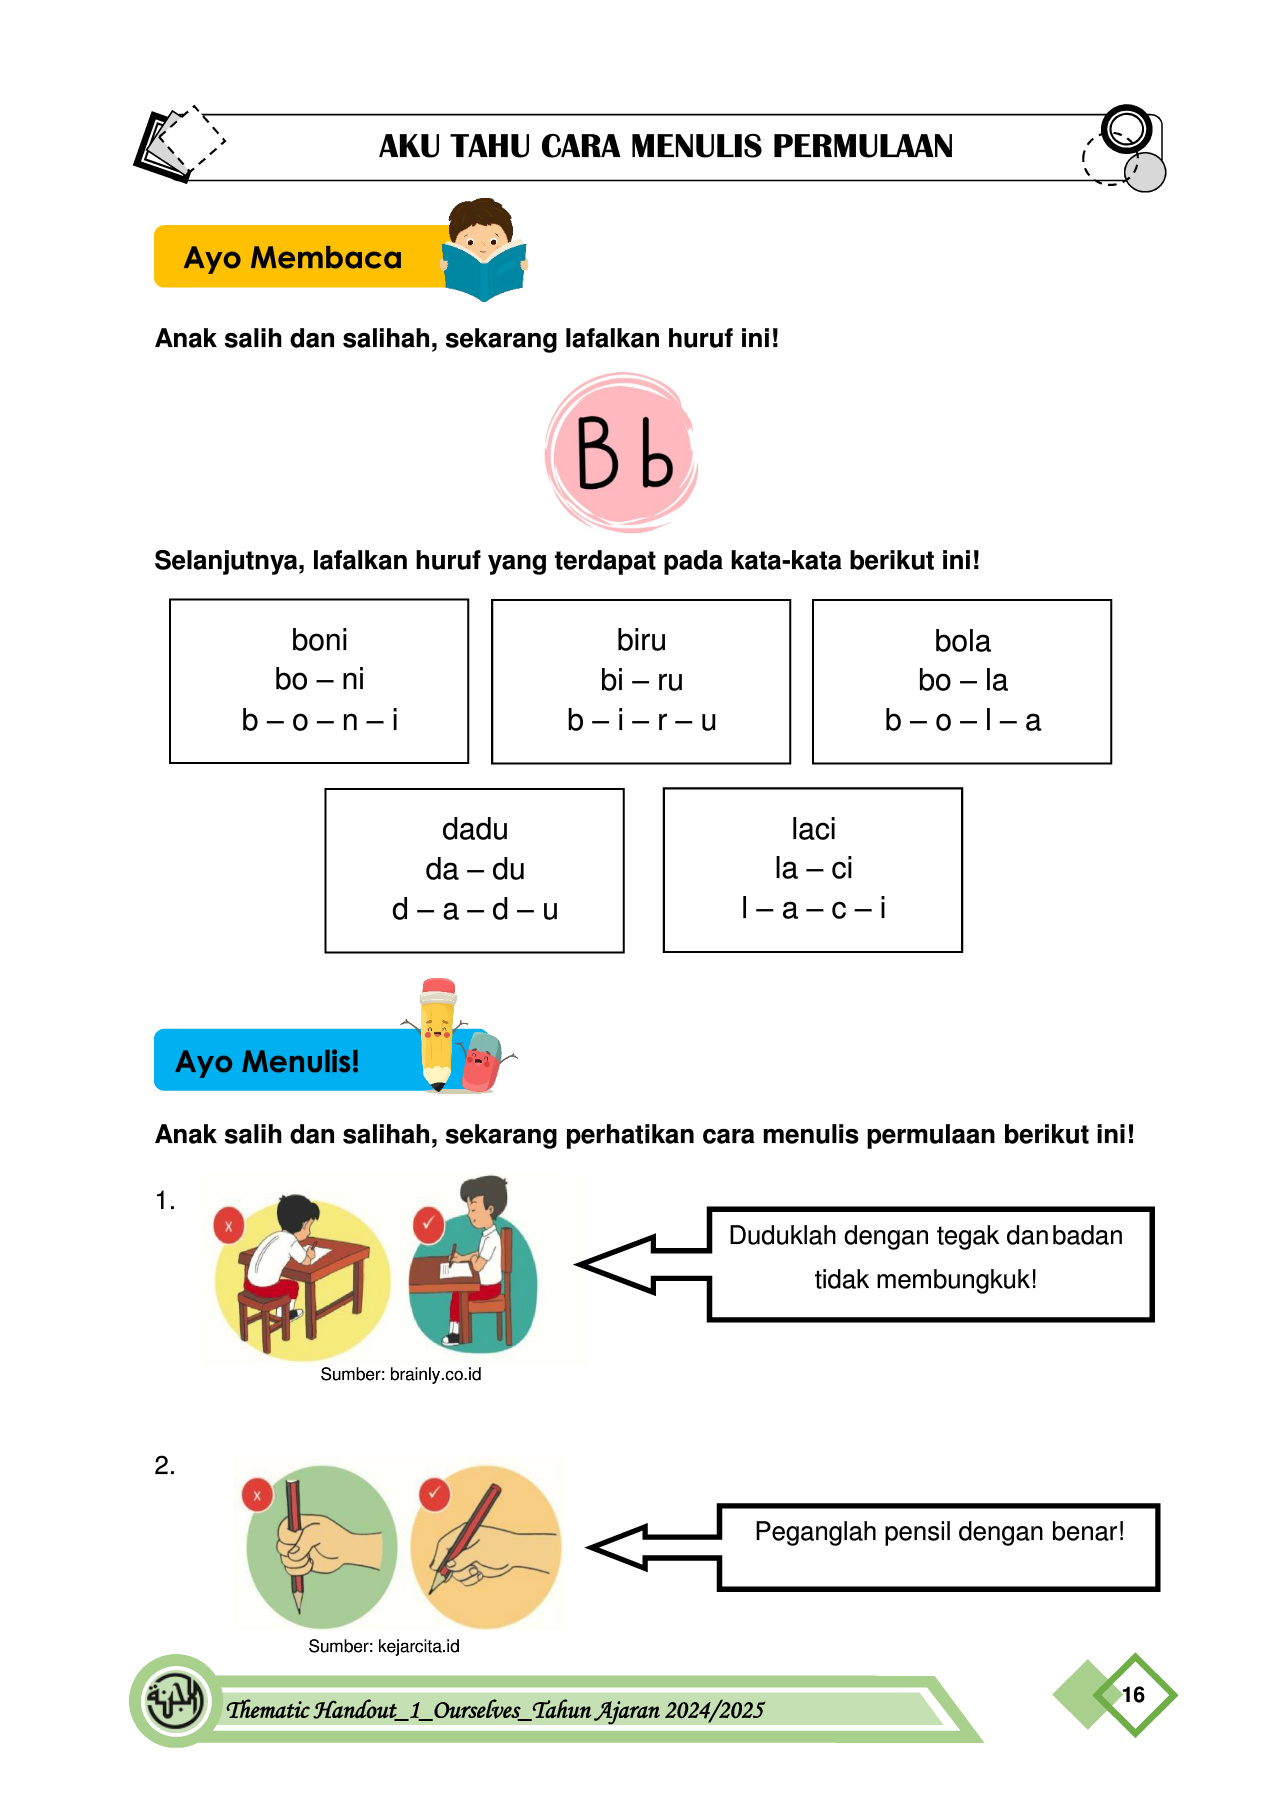 AKU TAHU CARA MENULIS PERMULAAN
Ayo Membaca
Anak salih dan salihah, sekarang lafalkan huruf ini!
B b
Selanjutnya, lafalkan huruf yang terdapat pada kata-kata berikut ini!
boni
bo – ni
b – o – n – i
biru
bi – ru
b – i – r – u
bola
bo – la
b – o – l – a
dadu
da – du
d – a – d – u
laci
la – ci
l – a – c – i
Ayo Menulis!
Anak salih dan salihah, sekarang perhatikan cara menulis permulaan berikut ini!
1.
x
✓
Duduklah dengan tegak dan badan
tidak membungkuk!
Sumber: brainly.co.id
2.
x
✓
Peganglah pensil dengan benar!
Sumber: kejarcita.id
Thematic Handout_1_Ourselves_Tahun Ajaran 2024/2025
16